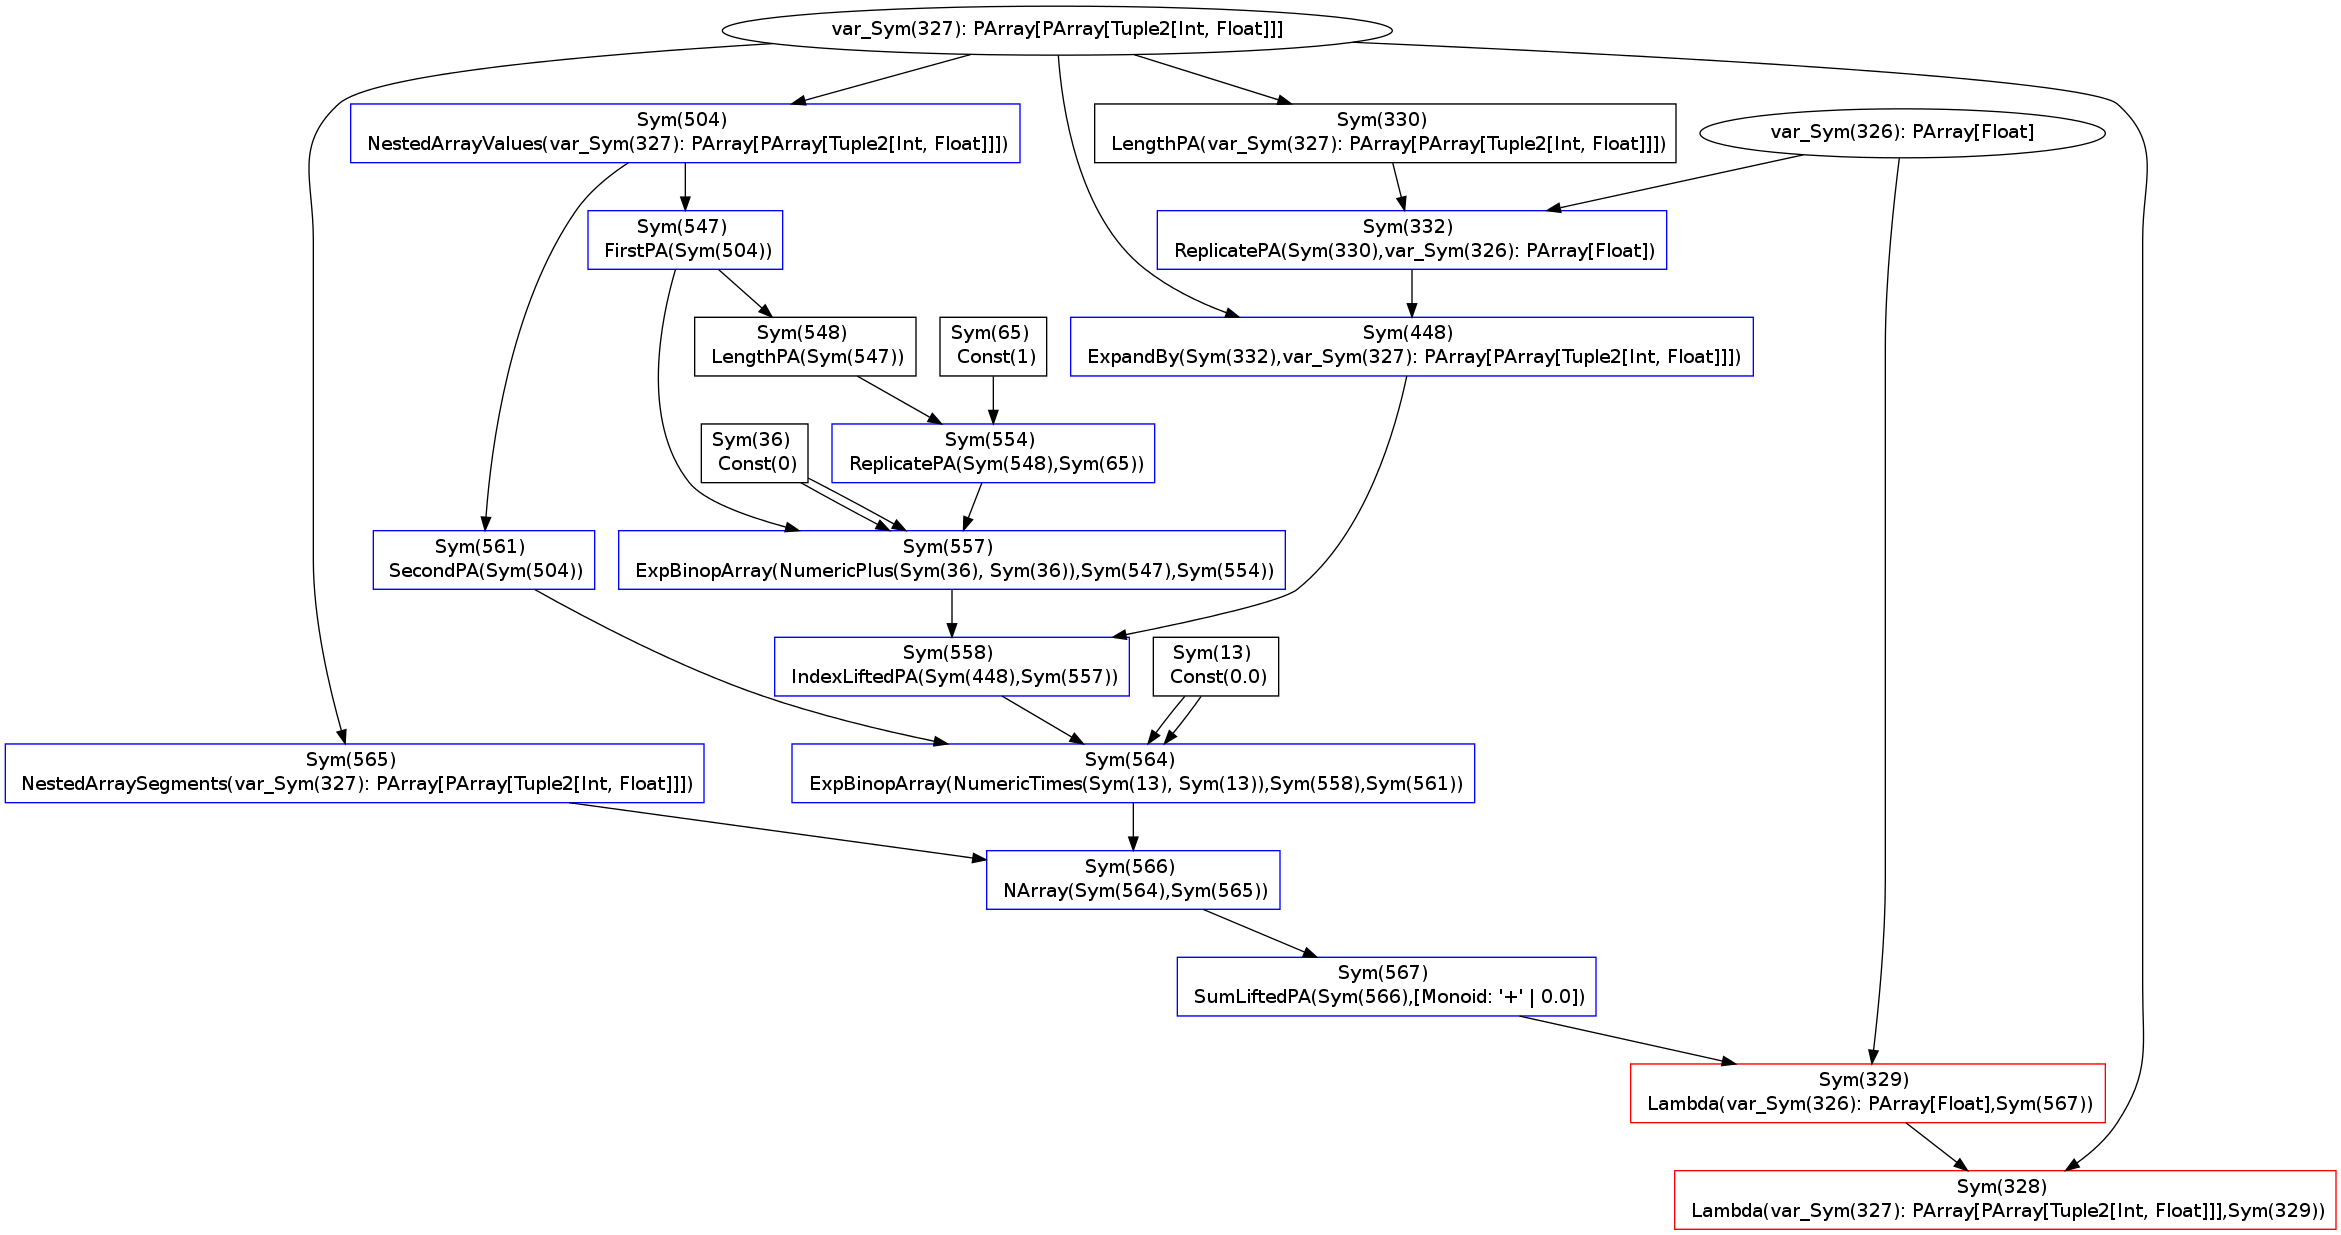 var_Sym(327): PArray[PArray[Tuple2[Int, Float]]]
Sym(504)
NestedArrayValues(var_Sym(327): PArray[PArray[Tuple2[Int, Float]]])
Sym(330)
LengthPA(var_Sym(327): PArray[PArray[Tuple2[Int, Float]]])
var_Sym(326): PArray[Float]
Sym(547)
FirstPA(Sym(504))
Sym(332)
ReplicatePA(Sym(330),var_Sym(326): PArray[Float])
Sym(548)
LengthPA(Sym(547))
Sym(65)
Const(1)
Sym(448)
ExpandBy(Sym(332),var_Sym(327): PArray[PArray[Tuple2[Int, Float]]])
Sym(36)
Const(0)
Sym(554)
ReplicatePA(Sym(548),Sym(65))
Sym(561)
SecondPA(Sym(504))
Sym(557)
ExpBinopArray(NumericPlus(Sym(36), Sym(36)),Sym(547),Sym(554))
Sym(558)
IndexLiftedPA(Sym(448),Sym(557))
Sym(13)
Const(0.0)
Sym(565)
NestedArraySegments(var_Sym(327): PArray[PArray[Tuple2[Int, Float]]])
Sym(564)
ExpBinopArray(NumericTimes(Sym(13), Sym(13)),Sym(558),Sym(561))
Sym(566)
NArray(Sym(564),Sym(565))
Sym(567)
SumLiftedPA(Sym(566),[Monoid: '+' | 0.0])
Sym(329)
Lambda(var_Sym(326): PArray[Float],Sym(567))
Sym(328)
Lambda(var_Sym(327): PArray[PArray[Tuple2[Int, Float]]],Sym(329))